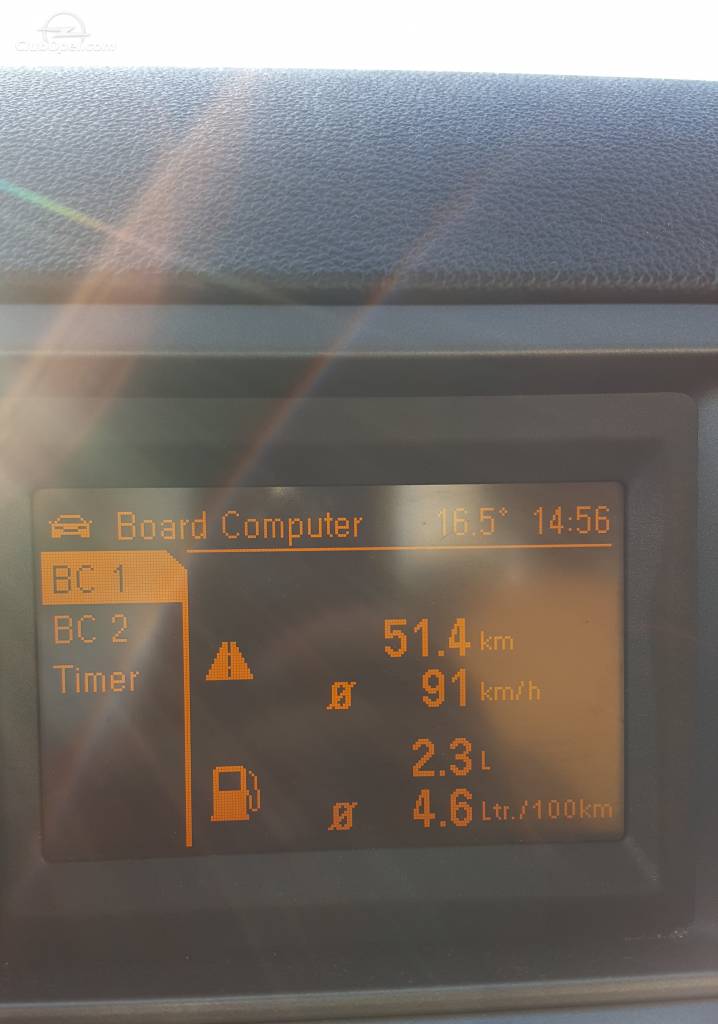 ClubOpel.com
Board Computer 16.5° 14:56
BC 1
BC 2
Timer
51.4 km
Ø 91 km/h
2.3 L
Ø 4.6 Ltr./100km